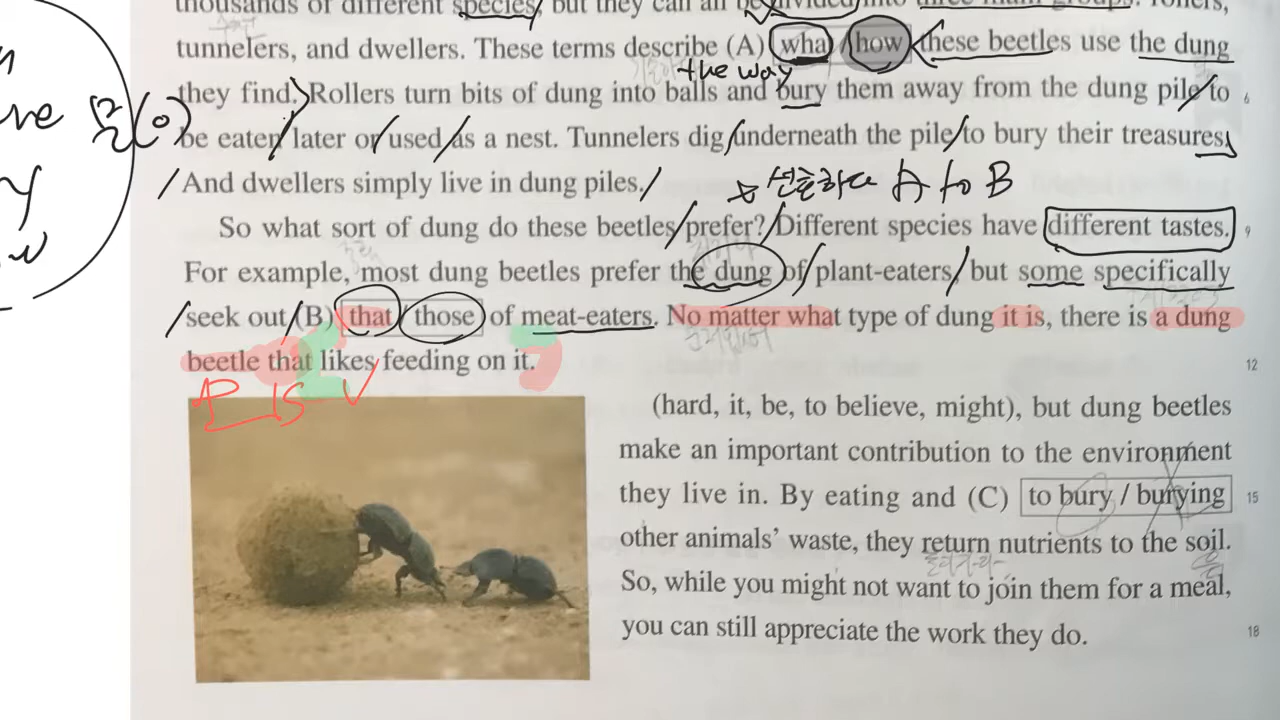 thousands of different species, but they can all be divided into three main groups: rollers,
tunnelers, and dwellers. These terms describe (A) wha / how these beetles use the dung
the way
they find. Rollers turn bits of dung into balls and bury them away from the dung pile to
6
be eaten later or used as a nest. Tunnelers dig underneath the pile to bury their treasures.
And dwellers simply live in dung piles.
선호하다 A to B
So what sort of dung do these beetles prefer? Different species have different tastes.
9
For example, most dung beetles prefer the dung of plant-eaters, but some specifically
seek out (B) that / those of meat-eaters. No matter what type of dung it is, there is a dung
beetle that likes feeding on it.
12
P S V
(hard, it, be, to believe, might), but dung beetles
make an important contribution to the environment
they live in. By eating and (C) to bury / burying
15
other animals' waste, they return nutrients to the soil.
So, while you might not want to join them for a meal,
you can still appreciate the work they do.
18